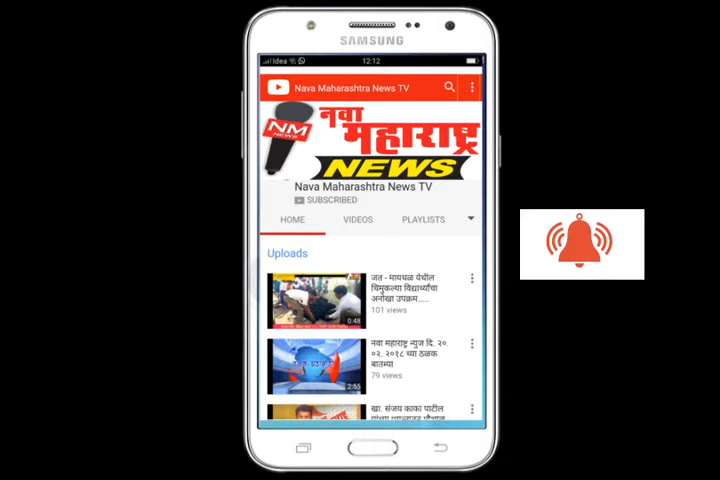 SAMSUNG
Idea
12:12
Nava Maharashtra News TV
NM
NEWS
नवा
महाराष्ट्र
NEWS
Nava Maharashtra News TV
SUBSCRIBED
HOME
VIDEOS
PLAYLISTS
Uploads
जत - मायथळ येथील
चिमुकल्या विद्यार्थ्यांचा
अनोखा उपक्रम.....
101 views
0:48
नवा महाराष्ट्र न्युज दि. २०.
०२. २०१८ च्या ठळक
बातम्या
79 views
2:55
खा. संजय काका पाटील